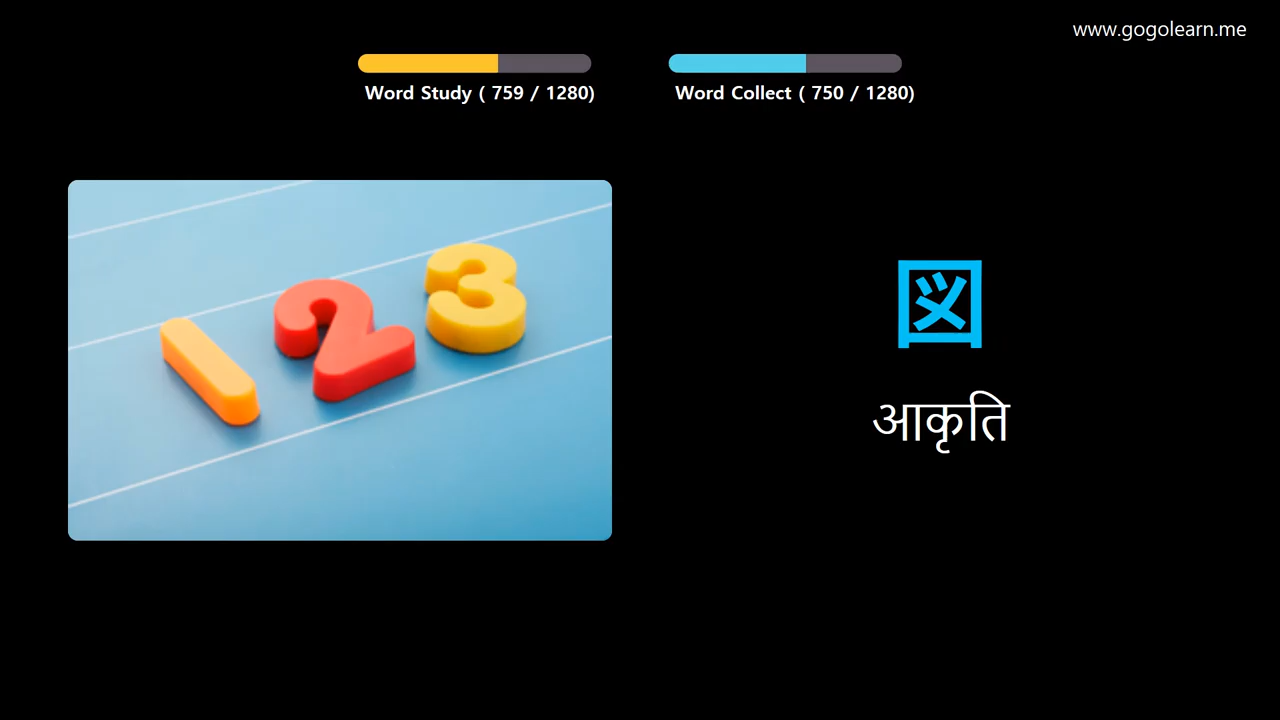 www.gogolearn.me
Word Study ( 759 / 1280)
Word Collect ( 750 / 1280)
1 2 3
図
आकृति